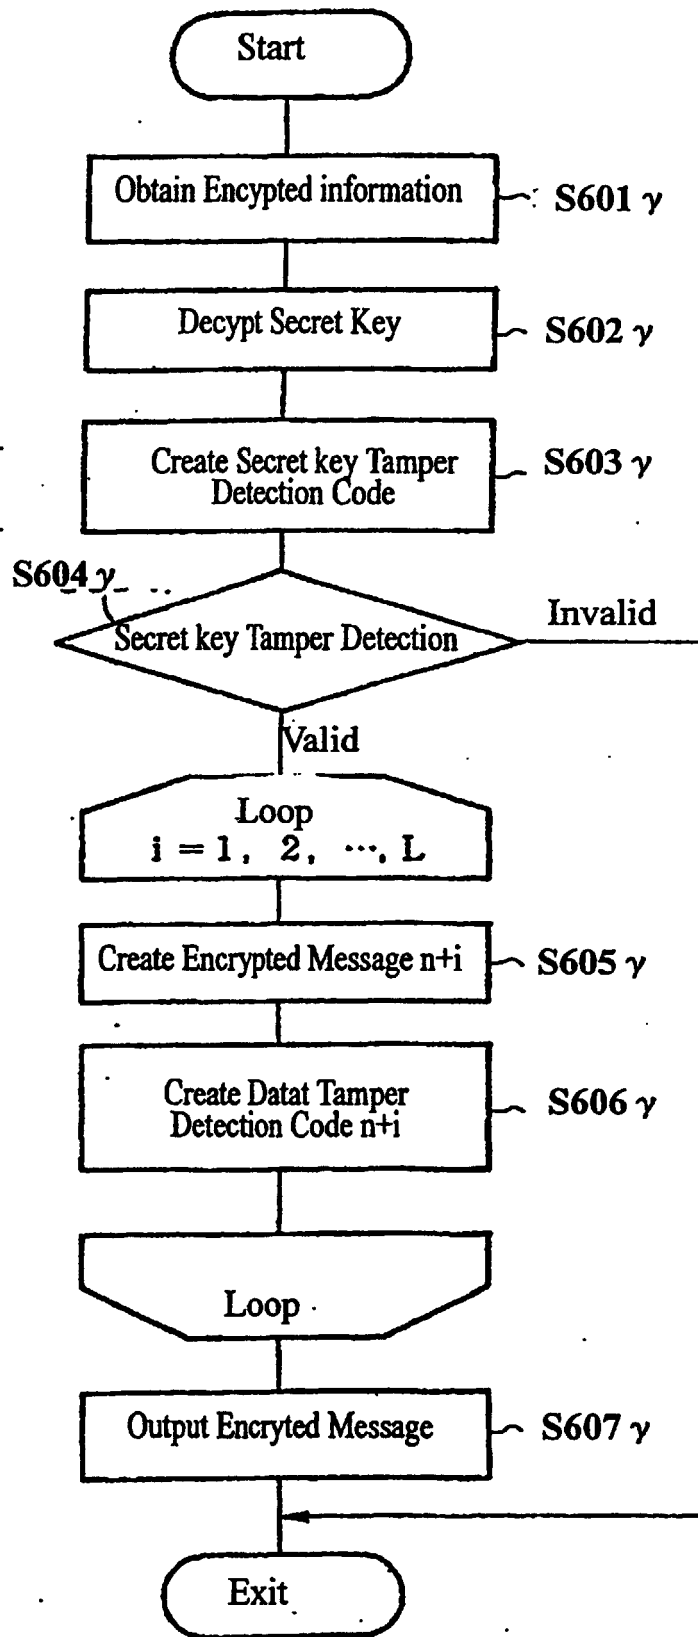 Start
Obtain Encypted information
S601 γ
Decypt Secret Key
S602 γ
Create Secret key Tamper
Detection Code
S603 γ
S604 γ
Secret key Tamper Detection
Invalid
Valid
Loop
i = 1, 2, ···, L
Create Encrypted Message n+i
S605 γ
Create Datat Tamper
Detection Code n+i
S606 γ
Loop
Output Encryted Message
S607 γ
Exit